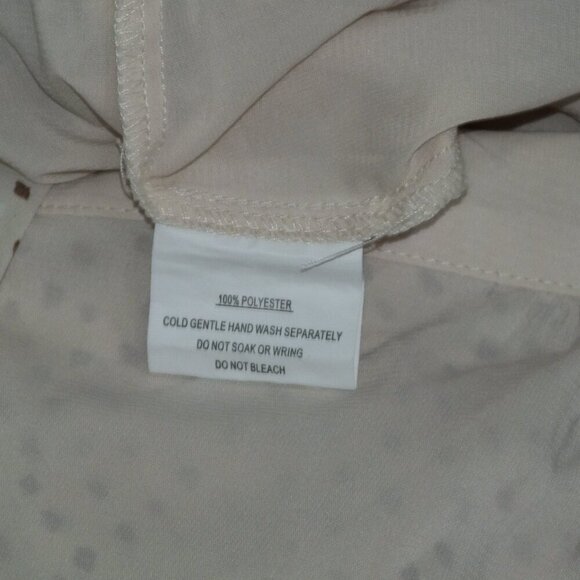 100% POLYESTER
COLD GENTLE HAND WASH SEPARATELY
DO NOT SOAK OR WRING
DO NOT BLEACH